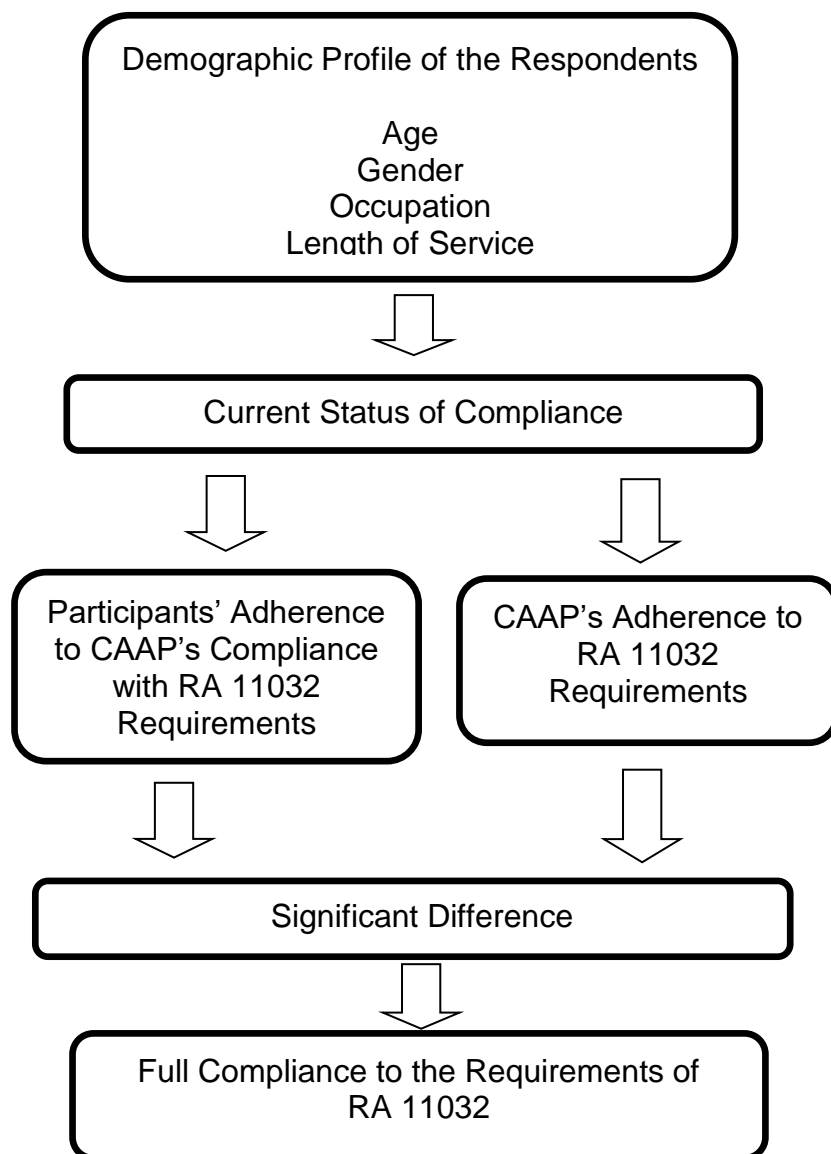 Demographic Profile of the Respondents
Age
Gender
Occupation
Length of Service
Current Status of Compliance
Participants’ Adherence
to CAAP’s Compliance
with RA 11032
Requirements
CAAP’s Adherence to
RA 11032
Requirements
Significant Difference
Full Compliance to the Requirements of
RA 11032